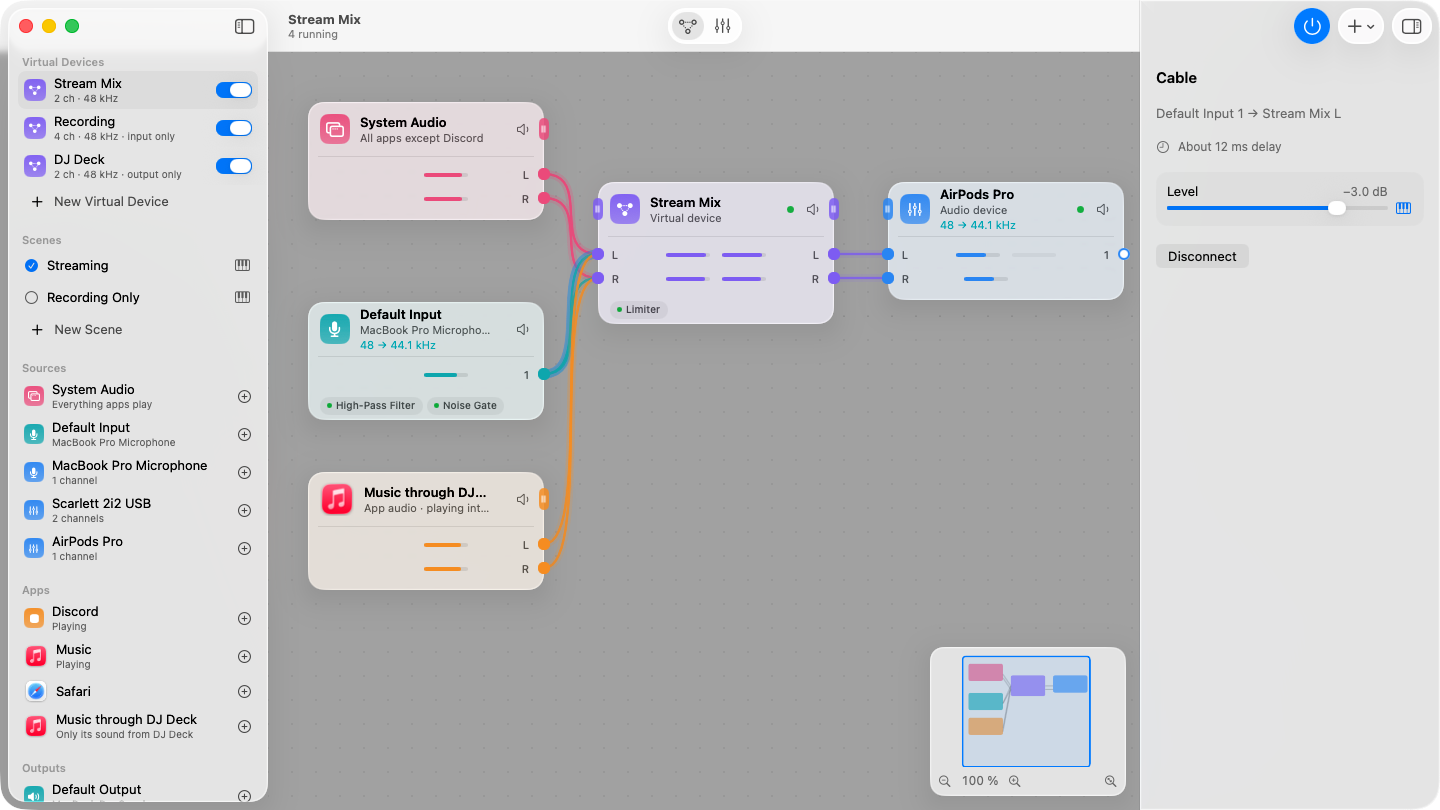 Stream Mix
4 running
Virtual Devices
Stream Mix
2 ch · 48 kHz
Recording
4 ch · 48 kHz · input only
DJ Deck
2 ch · 48 kHz · output only
New Virtual Device
Scenes
Streaming
Recording Only
New Scene
Sources
System Audio
Everything apps play
Default Input
MacBook Pro Microphone
MacBook Pro Microphone
1 channel
Scarlett 2i2 USB
2 channels
AirPods Pro
1 channel
Apps
Discord
Playing
Music
Playing
Safari
Music through DJ Deck
Only its sound from DJ Deck
Outputs
Default Output
System Audio
All apps except Discord
L
R
Default Input
MacBook Pro Micropho...
48 → 44.1 kHz
1
High-Pass Filter
Noise Gate
Music through DJ...
App audio · playing int...
L
R
Stream Mix
Virtual device
L
L
R
R
Limiter
AirPods Pro
Audio device
48 → 44.1 kHz
L
1
R
100 %
Cable
Default Input 1 → Stream Mix L
About 12 ms delay
Level
−3.0 dB
Disconnect